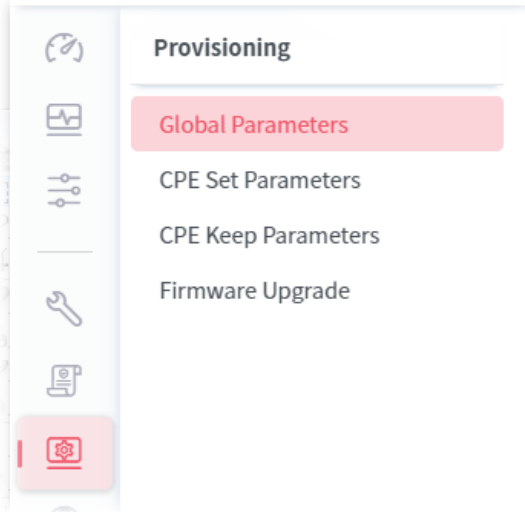 Provisioning
Global Parameters
CPE Set Parameters
CPE Keep Parameters
Firmware Upgrade